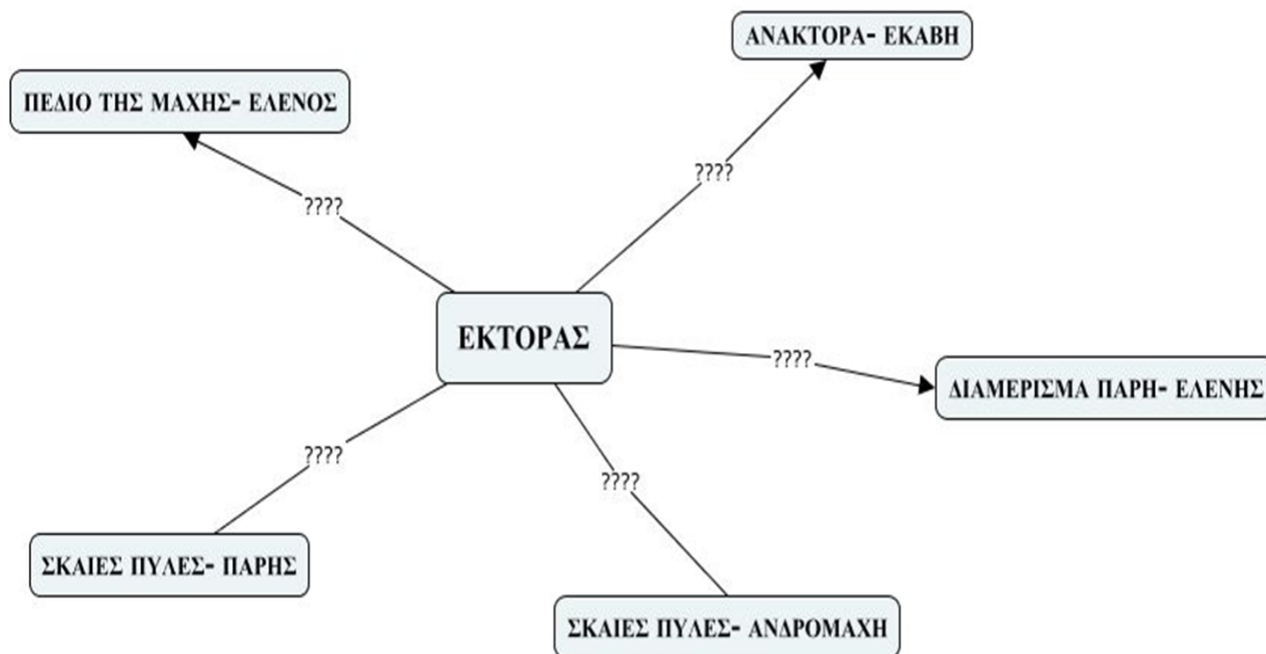 ΑΝΑΚΤΟΡΑ- ΕΚΑΒΗ
ΠΕΔΙΟ ΤΗΣ ΜΑΧΗΣ- ΕΛΕΝΟΣ
????
????
ΕΚΤΟΡΑΣ
????
ΔΙΑΜΕΡΙΣΜΑ ΠΑΡΗ- ΕΛΕΝΗΣ
????
????
ΣΚΑΙΕΣ ΠΥΛΕΣ- ΠΑΡΗΣ
ΣΚΑΙΕΣ ΠΥΛΕΣ- ΑΝΔΡΟΜΑΧΗ